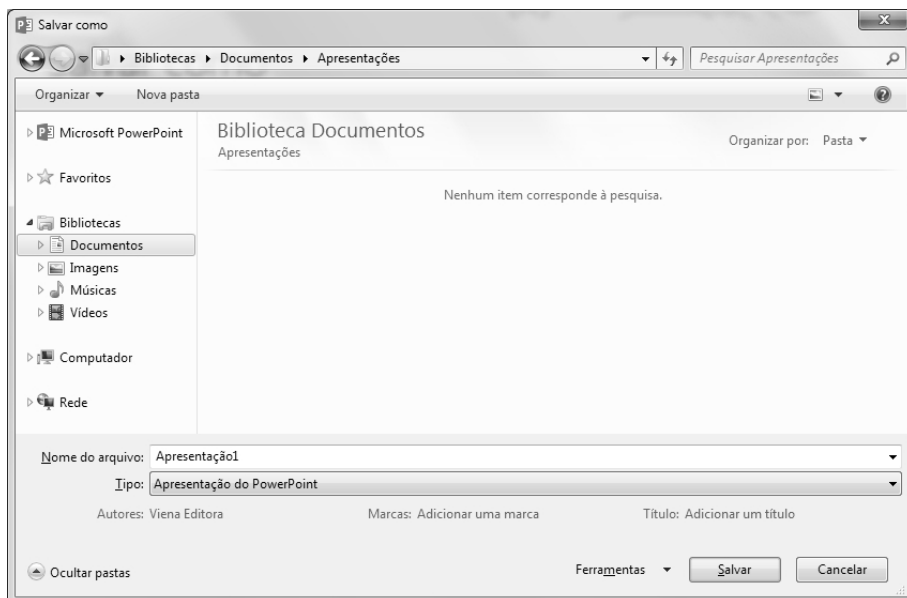 Salvar como
Bibliotecas Documentos Apresentações Pesquisar Apresentações
Organizar Nova pasta
Microsoft PowerPoint
Favoritos
Bibliotecas
Documentos
Imagens
Músicas
Vídeos
Computador
Rede
Biblioteca Documentos
Apresentações
Organizar por: Pasta
Nenhum item corresponde à pesquisa.
Nome do arquivo: Apresentação1
Tipo: Apresentação do PowerPoint
Autores: Viena Editora Marcas: Adicionar uma marca Título: Adicionar um título
Ocultar pastas Ferramentas Salvar Cancelar